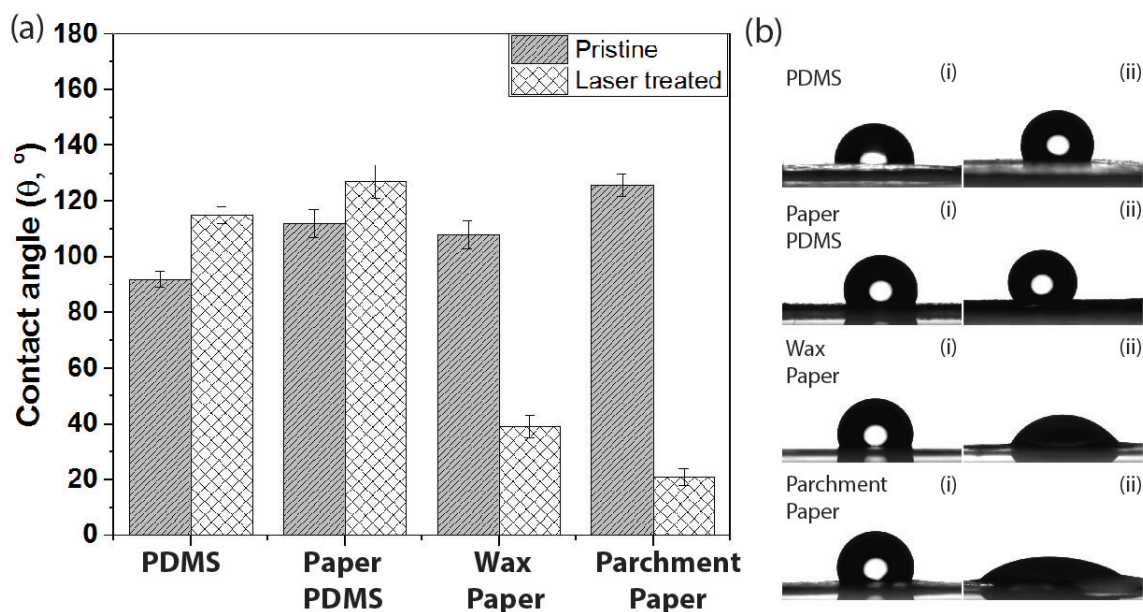 (a)
180
160
140
120
100
80
60
40
20
0
Contact angle (θ, º)
Pristine
Laser treated
PDMS
Paper
PDMS
Wax
Paper
Parchment
Paper
(b)
PDMS
(i)
(ii)
Paper
PDMS
(i)
(ii)
Wax
Paper
(i)
(ii)
Parchment
Paper
(i)
(ii)